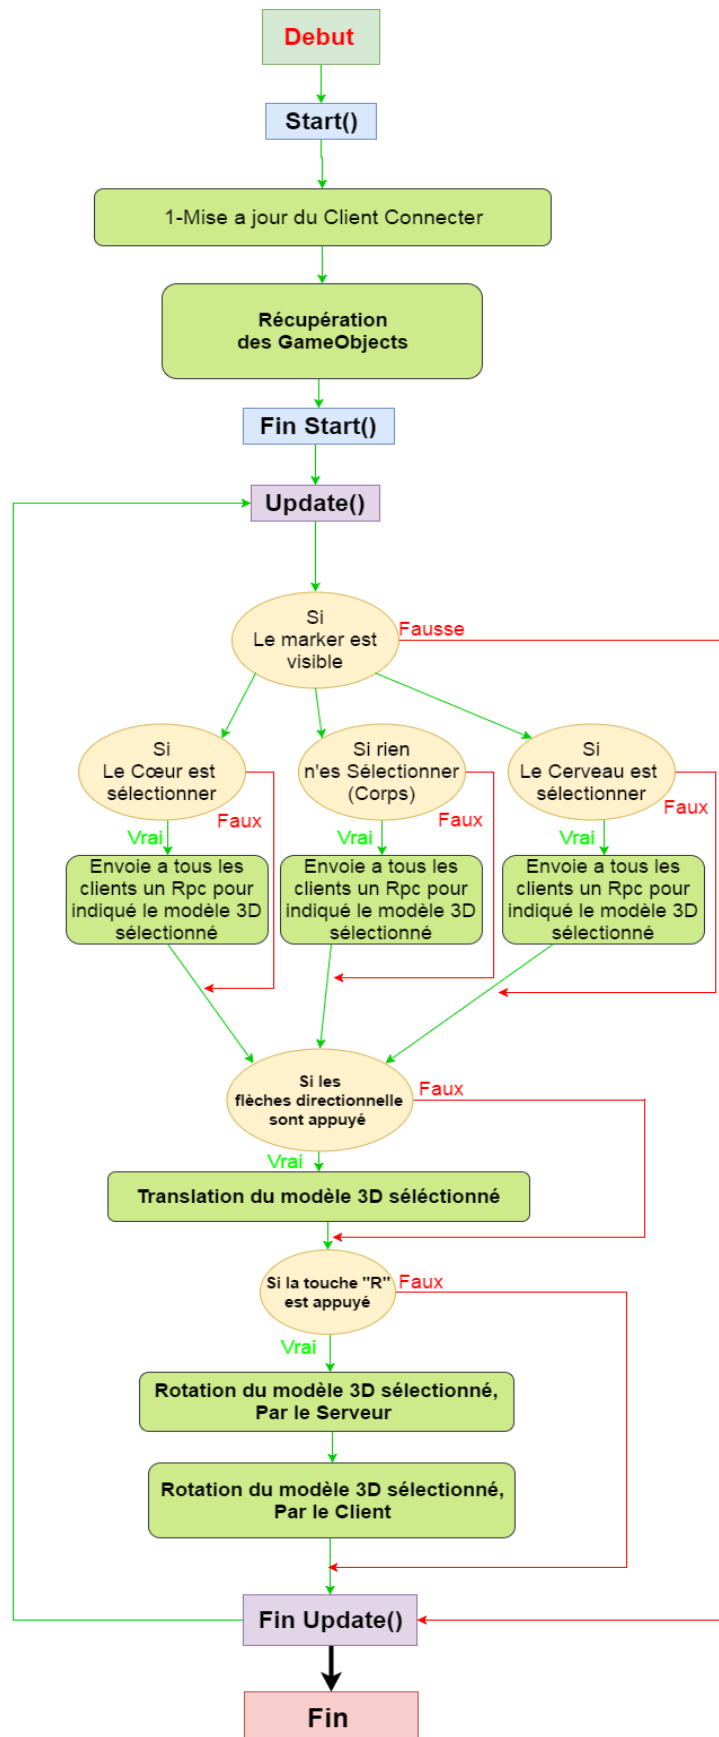 Debut
Start()
1-Mise a jour du Client Connecter
Récupération
des GameObjects
Fin Start()
Update()
Si
Le marker est
visible
Fausse
Si
Le Cœur est
sélectionner
Faux
Vrai
Si rien
n'es Sélectionner
(Corps)
Faux
Vrai
Si
Le Cerveau est
sélectionner
Faux
Vrai
Envoie a tous les
clients un Rpc pour
indiqué le modèle 3D
sélectionné
Envoie a tous les
clients un Rpc pour
indiqué le modèle 3D
sélectionné
Envoie a tous les
clients un Rpc pour
indiqué le modèle 3D
sélectionné
Si les
flèches directionnelle
sont appuyé
Faux
Vrai
Translation du modèle 3D séléctionné
Si la touche "R"
est appuyé
Faux
Vrai
Rotation du modèle 3D sélectionné,
Par le Serveur
Rotation du modèle 3D sélectionné,
Par le Client
Fin Update()
Fin